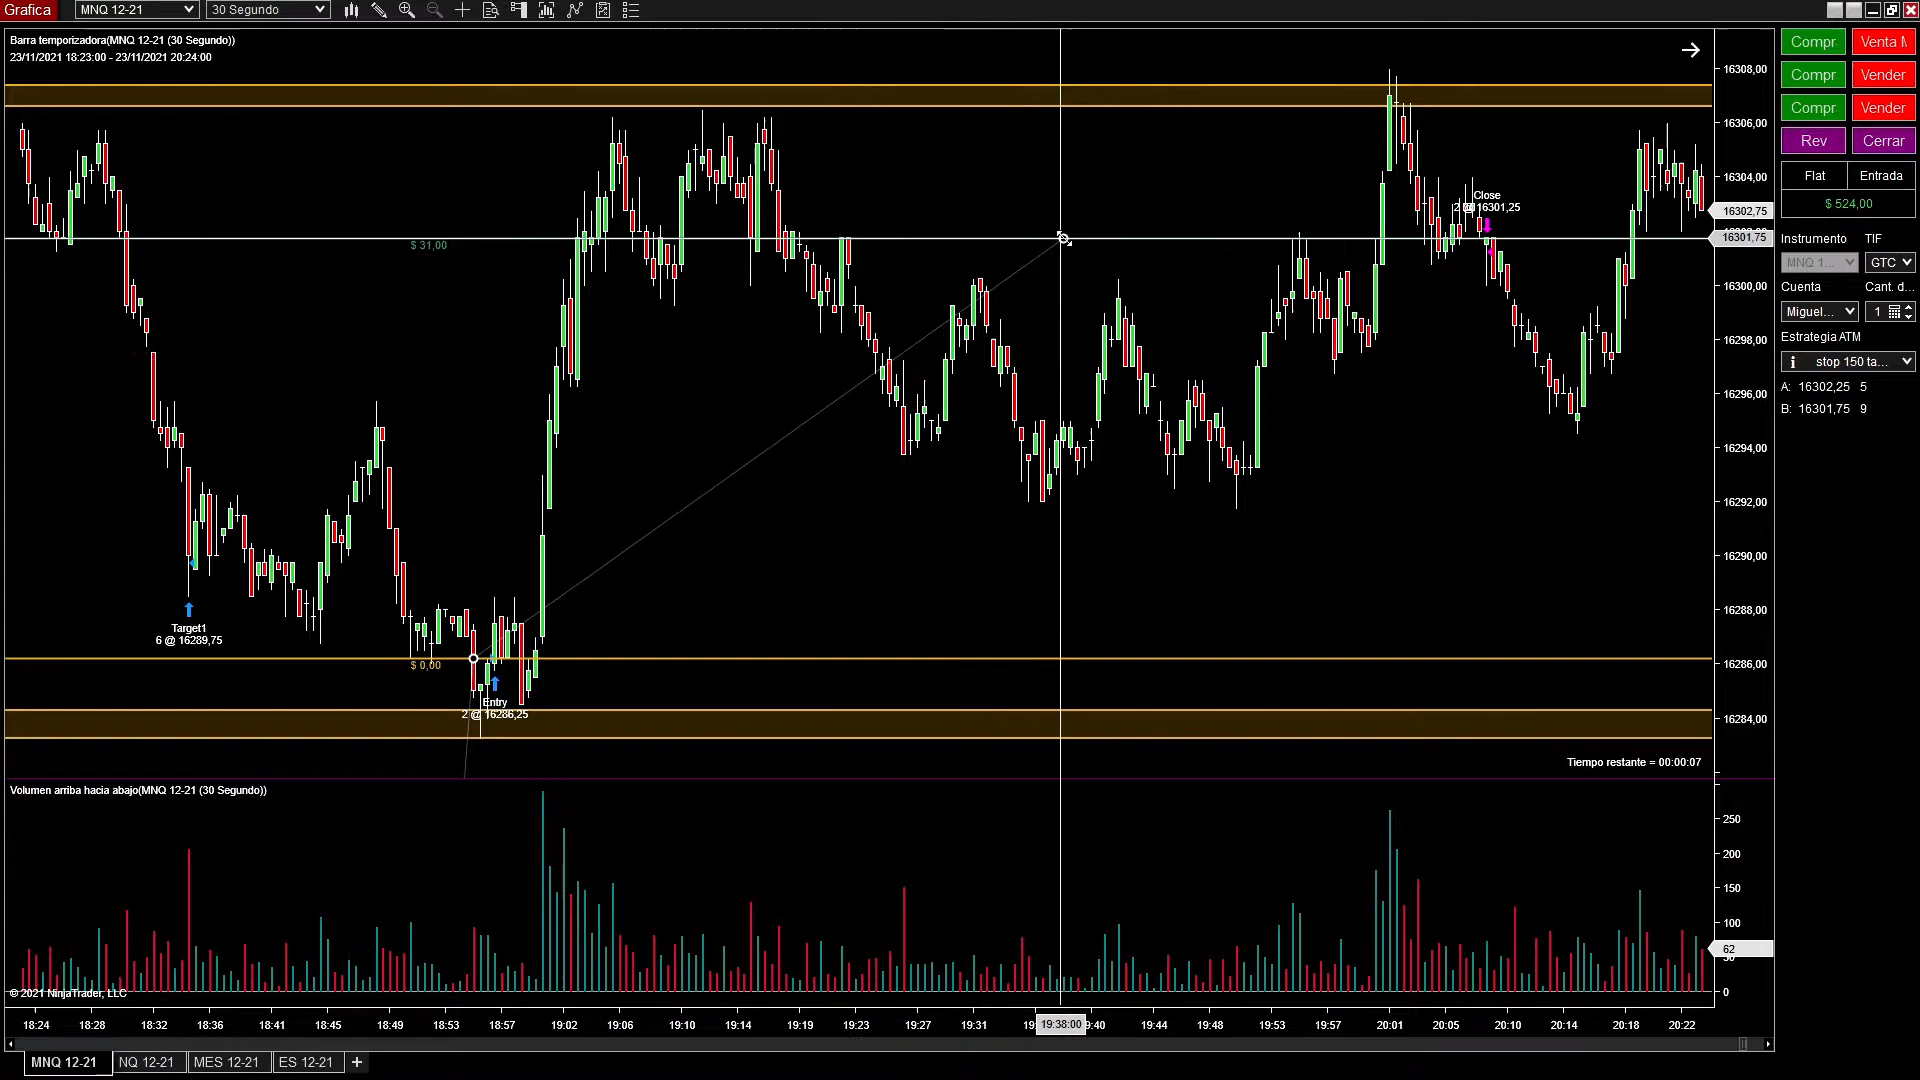 Grafica
MNQ 12-21
30 Segundo
Barra temporizadora(MNQ 12-21 (30 Segundo))
23/11/2021 18:23:00 - 23/11/2021 20:24:00
16308,00
16306,00
16304,00
16302,75
16301,75
16300,00
16298,00
16296,00
16294,00
16292,00
16290,00
16288,00
16286,00
16284,00
Close
16301,25
$ 31,00
Target1
6 @ 16289,75
$ 0,00
Entry
2 @ 16286,25
Tiempo restante = 00:00:07
Volumen arriba hacia abajo(MNQ 12-21 (30 Segundo))
250
200
150
100
62
50
0
© 2021 NinjaTrader, LLC
18:24 18:28 18:32 18:36 18:41 18:45 18:49 18:53 18:57 19:02 19:06 19:10 19:14 19:19 19:23 19:27 19:31 19:38:00 9:40 19:44 19:48 19:53 19:57 20:01 20:05 20:10 20:14 20:18 20:22
MNQ 12-21 NQ 12-21 MES 12-21 ES 12-21 +
Compr Venta M
Compr Vender
Compr Vender
Rev Cerrar
Flat Entrada
$ 524,00
Instrumento TIF
MNQ 1... GTC
Cuenta Cant. d...
Miguel... 1
Estrategia ATM
stop 150 ta...
A: 16302,25 5
B: 16301,75 9